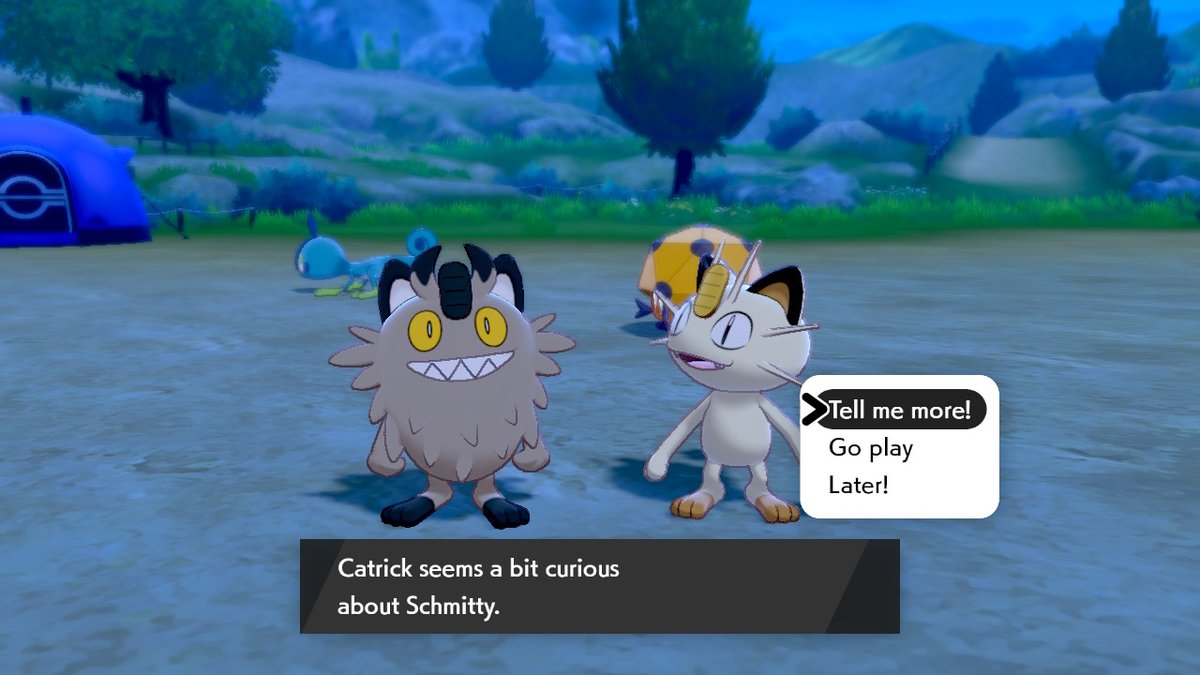 Tell me more!
Go play
Later!
Catrick seems a bit curious
about Schmitty.